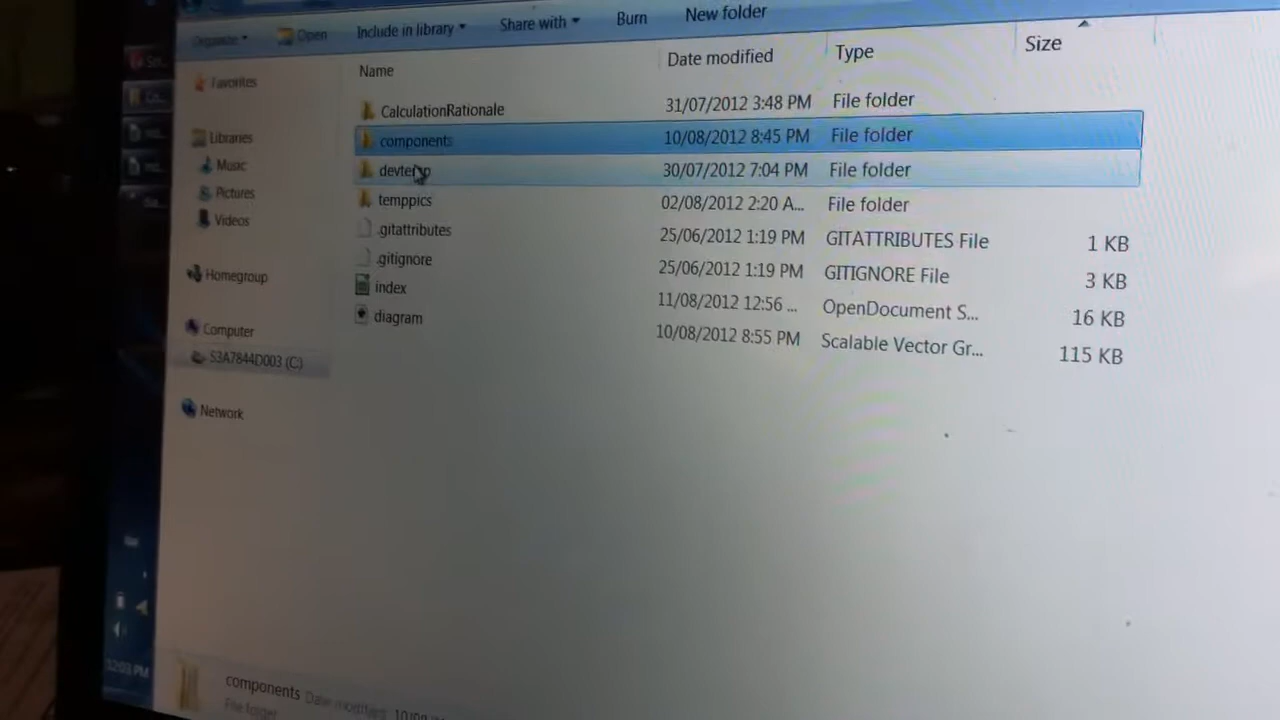 Organize Open Include in library Share with Burn New folder
Favorites
Libraries
Music
Pictures
Videos
Homegroup
Computer
S3A7844D003 (C:)
Network
Name Date modified Type Size
CalculationRationale 31/07/2012 3:48 PM File folder
components 10/08/2012 8:45 PM File folder
30/07/2012 7:04 PM File folder
temppics 02/08/2012 2:20 A... File folder
.gitattributes 25/06/2012 1:19 PM GITATTRIBUTES File 1 KB
.gitignore 25/06/2012 1:19 PM GITIGNORE File 3 KB
index 11/08/2012 12:56 ... OpenDocument S... 16 KB
diagram 10/08/2012 8:55 PM Scalable Vector Gr... 115 KB
components Date modified:
File folder
12:03 PM